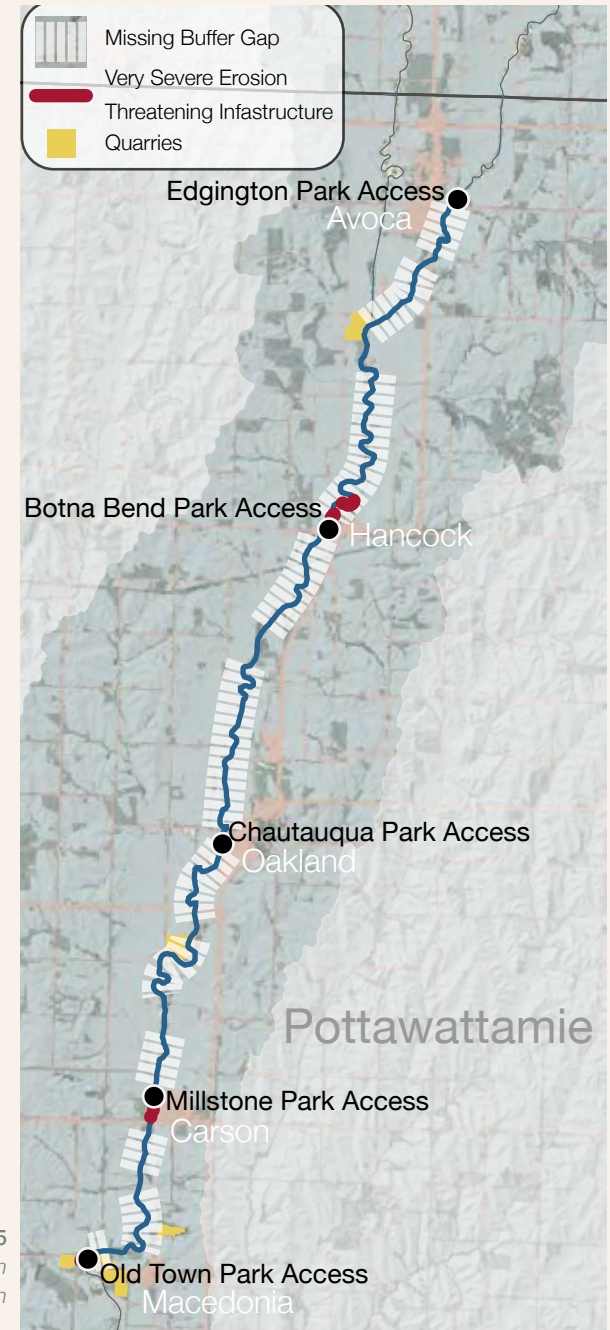 Missing Buffer Gap
Very Severe Erosion
Threatening Infastructure
Quarries
Edgington Park Access
Avoca
Botna Bend Park Access
Hancock
Chautauqua Park Access
Oakland
Pottawattamie
Millstone Park Access
Carson
5
n
Old Town Park Access
n
Macedonia